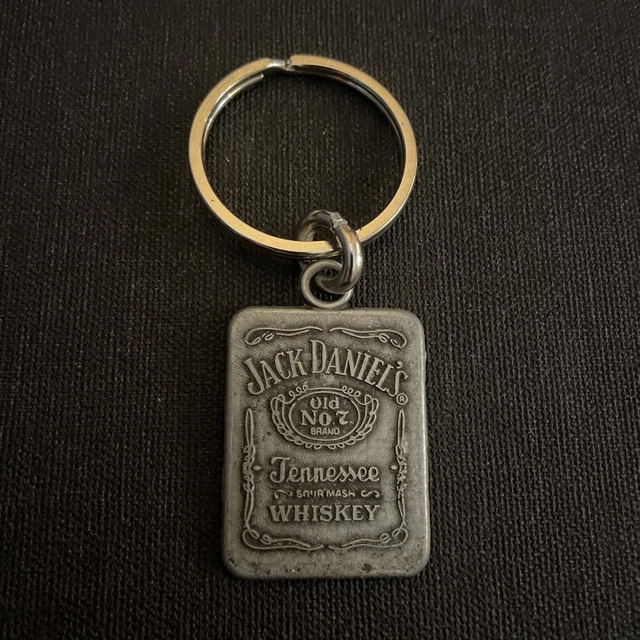 JACK DANIEL'S®
Old
NO.7
BRAND
Tennessee
SOUR MASH
WHISKEY